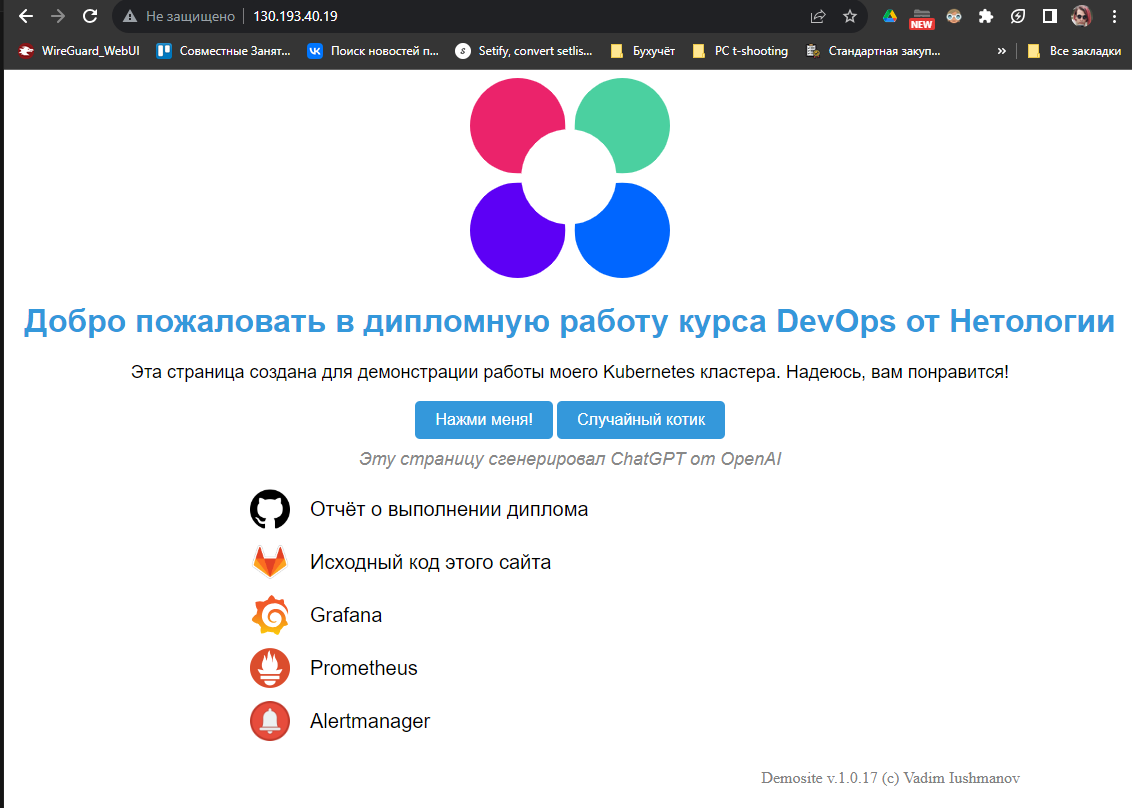 Не защищено 130.193.40.19
NEW
WireGuard_WebUI Совместные Занят... Поиск новостей п... Setify, convert setlis... Бухучёт PC t-shooting Стандартная закуп... » Все закладки
Добро пожаловать в дипломную работу курса DevOps от Нетологии
Эта страница создана для демонстрации работы моего Kubernetes кластера. Надеюсь, вам понравится!
Нажми меня! Случайный котик
Эту страницу сгенерировал ChatGPT от OpenAI
Отчёт о выполнении диплома
Исходный код этого сайта
Grafana
Prometheus
Alertmanager
Demosite v.1.0.17 (c) Vadim Iushmanov